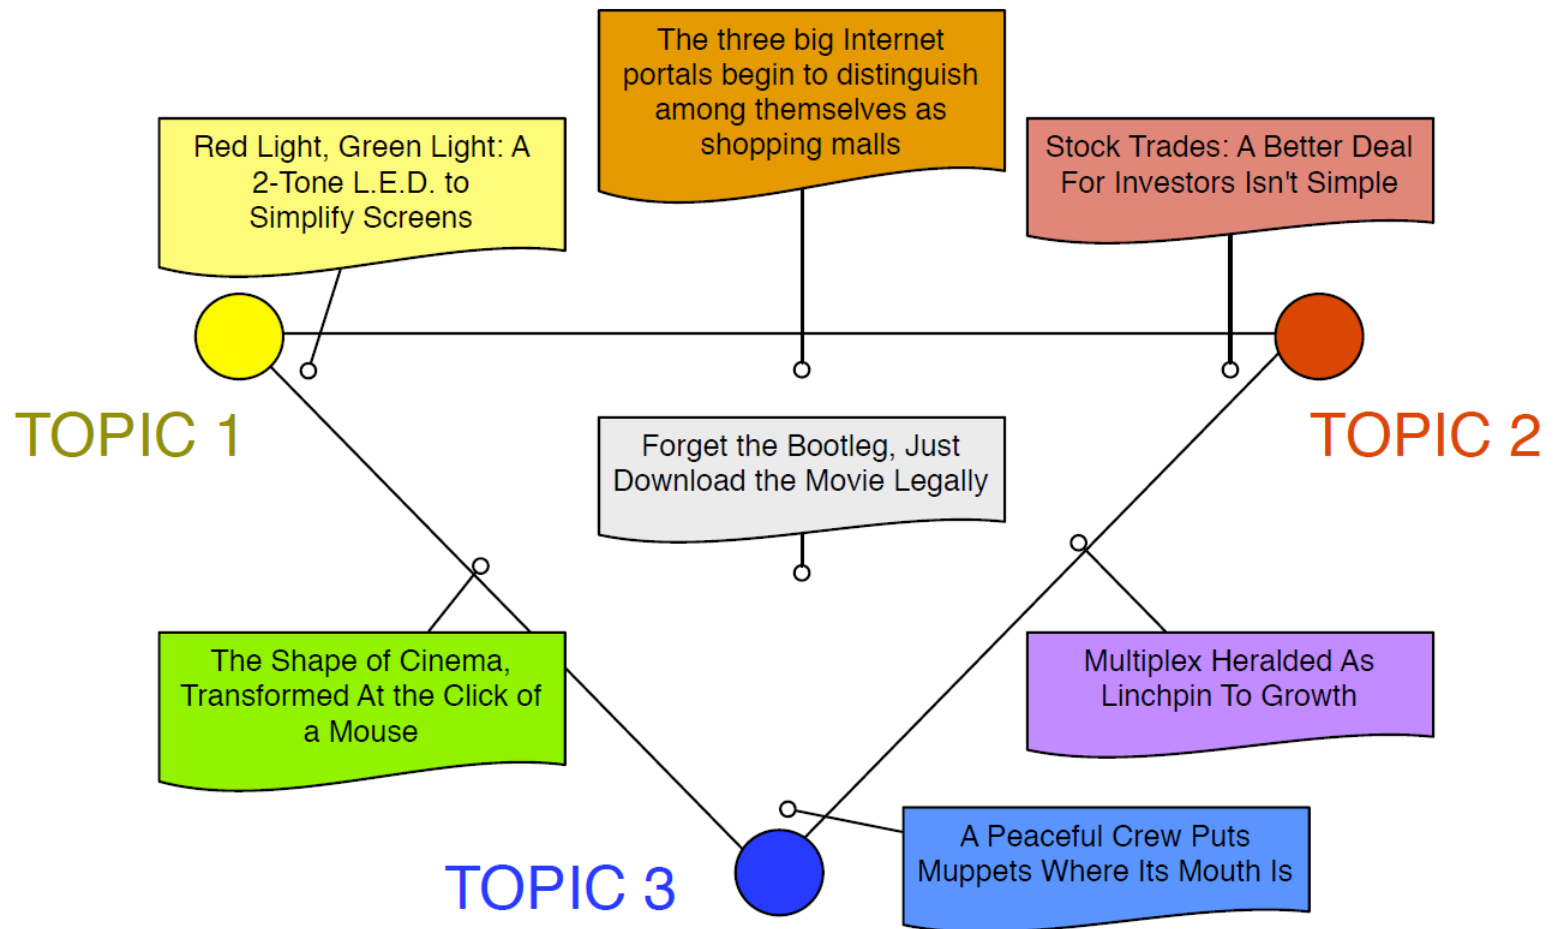 The three big Internet
portals begin to distinguish
among themselves as
shopping malls
Red Light, Green Light: A
2-Tone L.E.D. to
Simplify Screens
Stock Trades: A Better Deal
For Investors Isn't Simple
TOPIC 1
TOPIC 2
Forget the Bootleg, Just
Download the Movie Legally
The Shape of Cinema,
Transformed At the Click of
a Mouse
Multiplex Heralded As
Linchpin To Growth
TOPIC 3
A Peaceful Crew Puts
Muppets Where Its Mouth Is